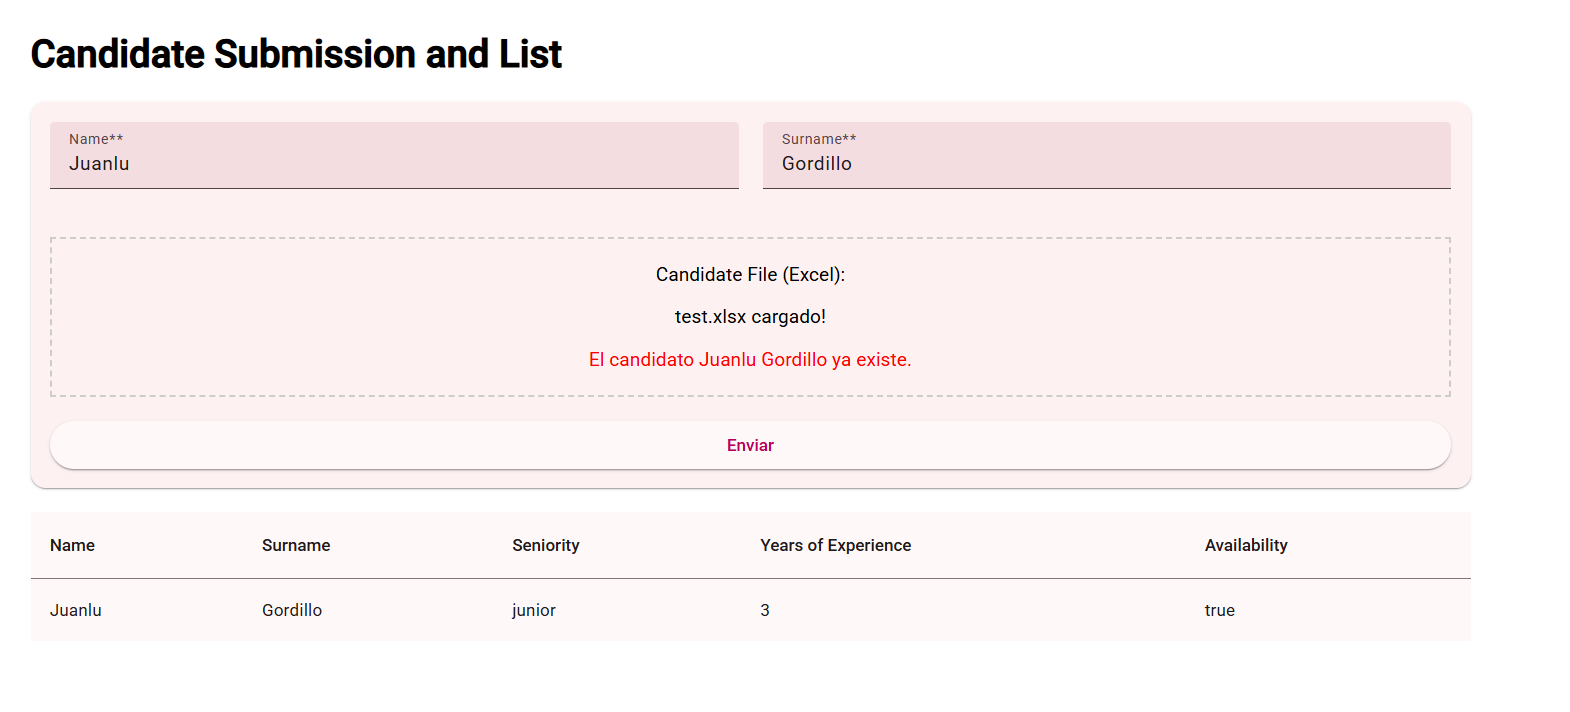 Candidate Submission and List
Name** Surname**
Juanlu Gordillo
Candidate File (Excel):
test.xlsx cargado!
El candidato Juanlu Gordillo ya existe.
Enviar
Name Surname Seniority Years of Experience Availability
Juanlu Gordillo junior 3 true